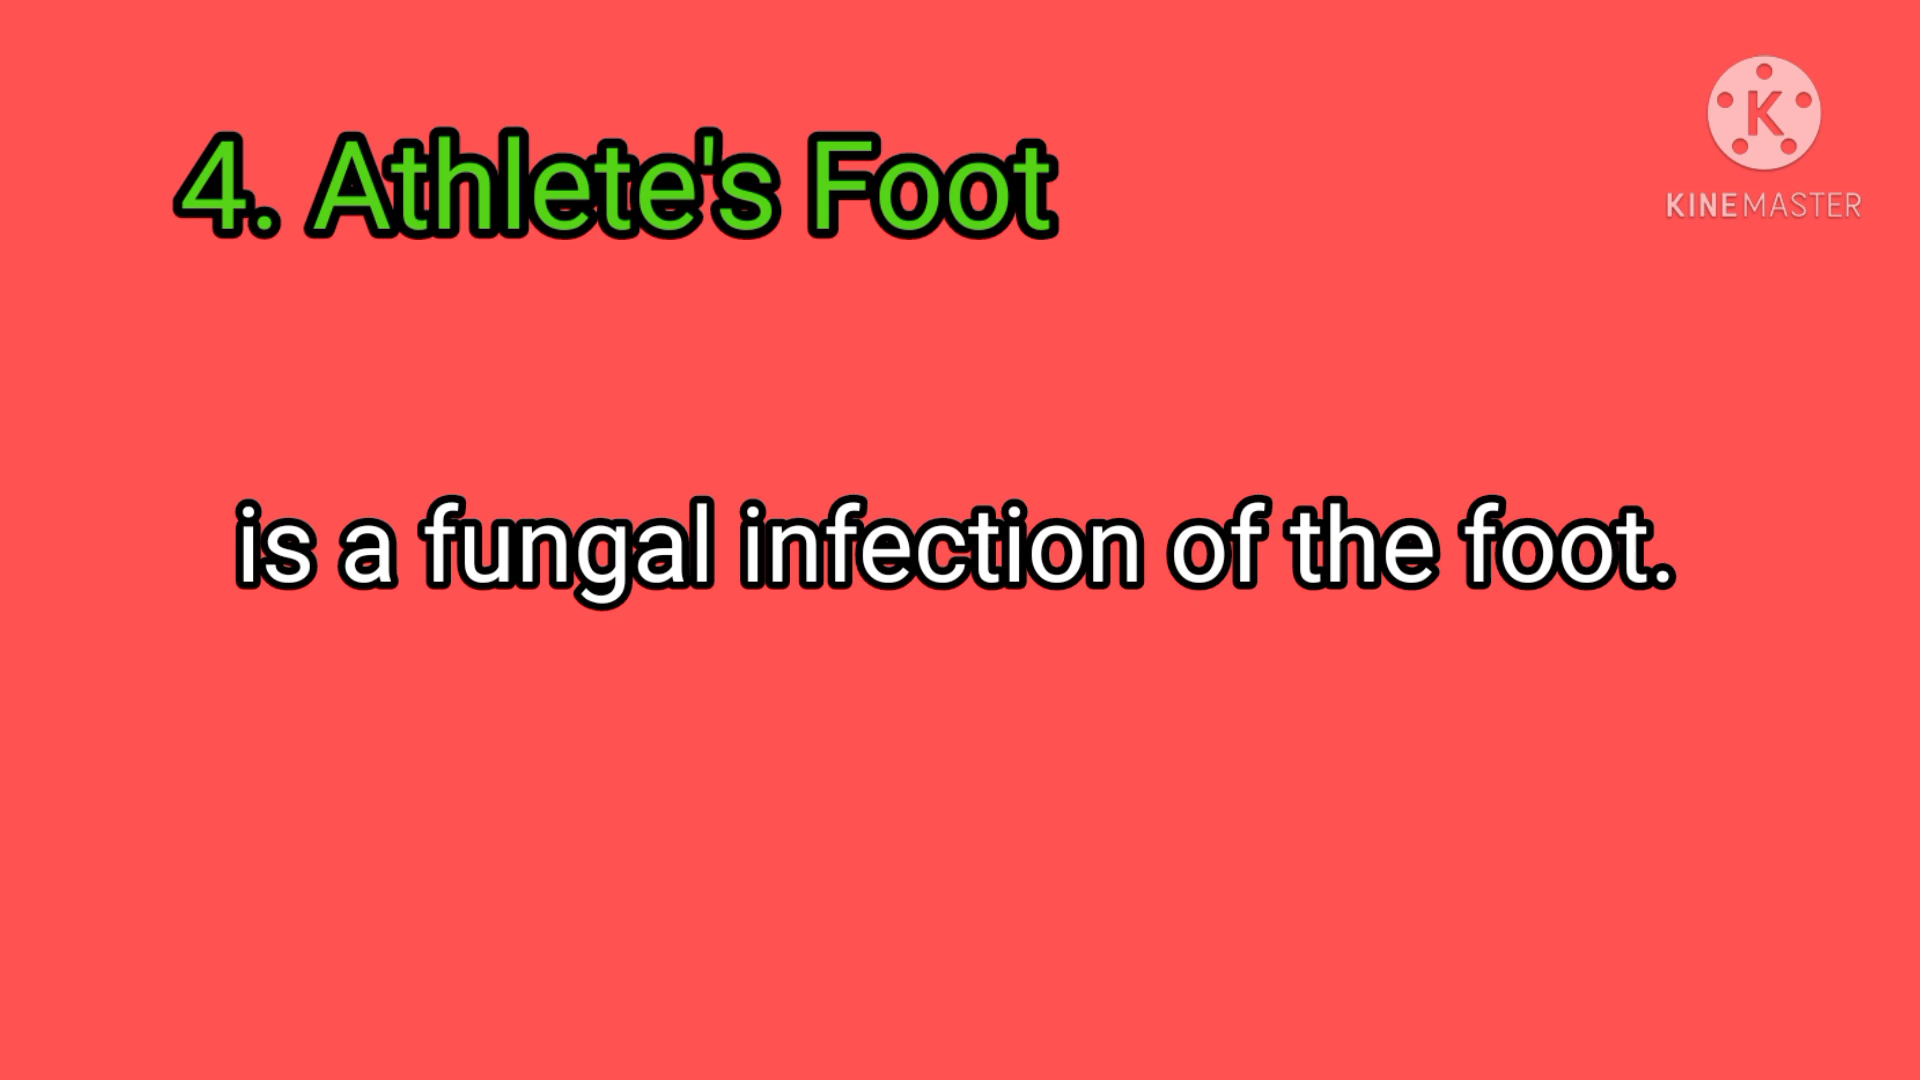 K
KINEMASTER
4. Athlete's Foot
is a fungal infection of the foot.